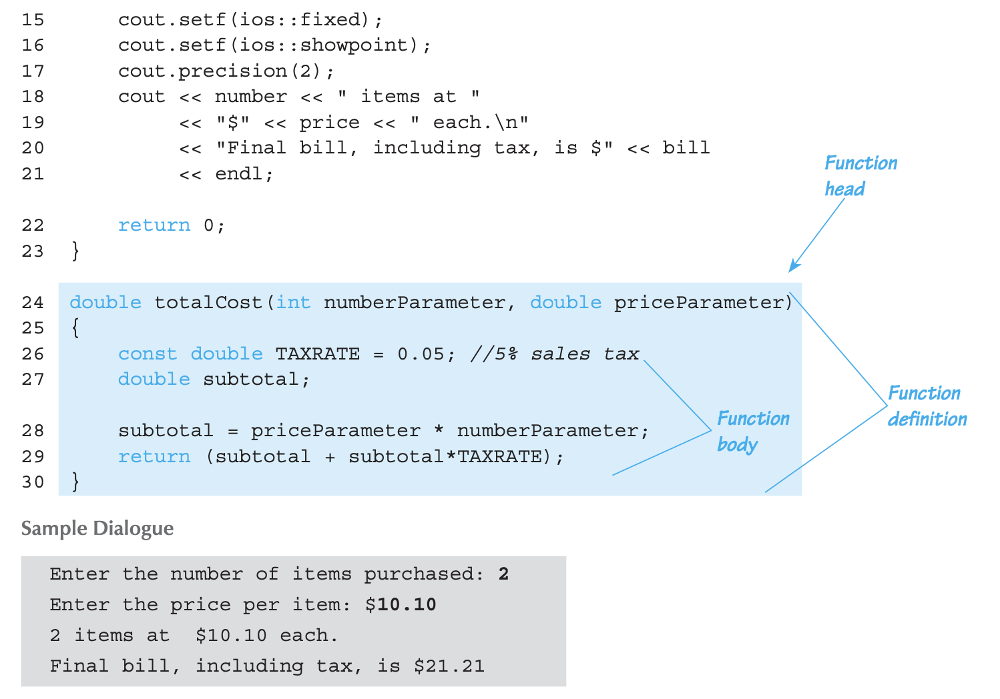 15 cout.setf(ios::fixed);
16 cout.setf(ios::showpoint);
17 cout.precision(2);
18 cout << number << " items at "
19 << "$" << price << " each.\n"
20 << "Final bill, including tax, is $" << bill
21 << endl;
Function
head
22 return 0;
23 }
24 double totalCost(int numberParameter, double priceParameter)
25 {
26 const double TAXRATE = 0.05; //5% sales tax
27 double subtotal;
Function
definition
28 subtotal = priceParameter * numberParameter;
29 return (subtotal + subtotal*TAXRATE);
30 }
Function
body
Sample Dialogue
Enter the number of items purchased: 2
Enter the price per item: $10.10
2 items at  $10.10 each.
Final bill, including tax, is $21.21